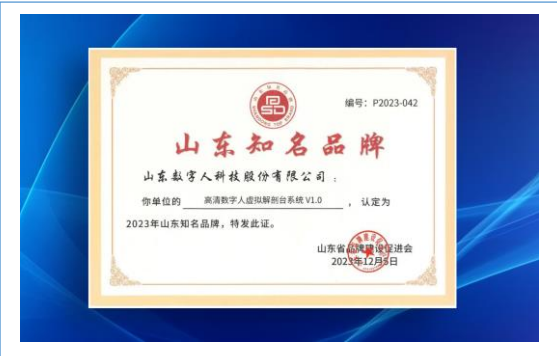 编号：P2023-042
山东知名品牌
山东数字人科技股份有限公司：
你单位的 高清数字人虚拟解剖台系统 V1.0 ，认定为
2023年山东知名品牌，特发此证。
山东省品牌建设促进会
2023年12月5日